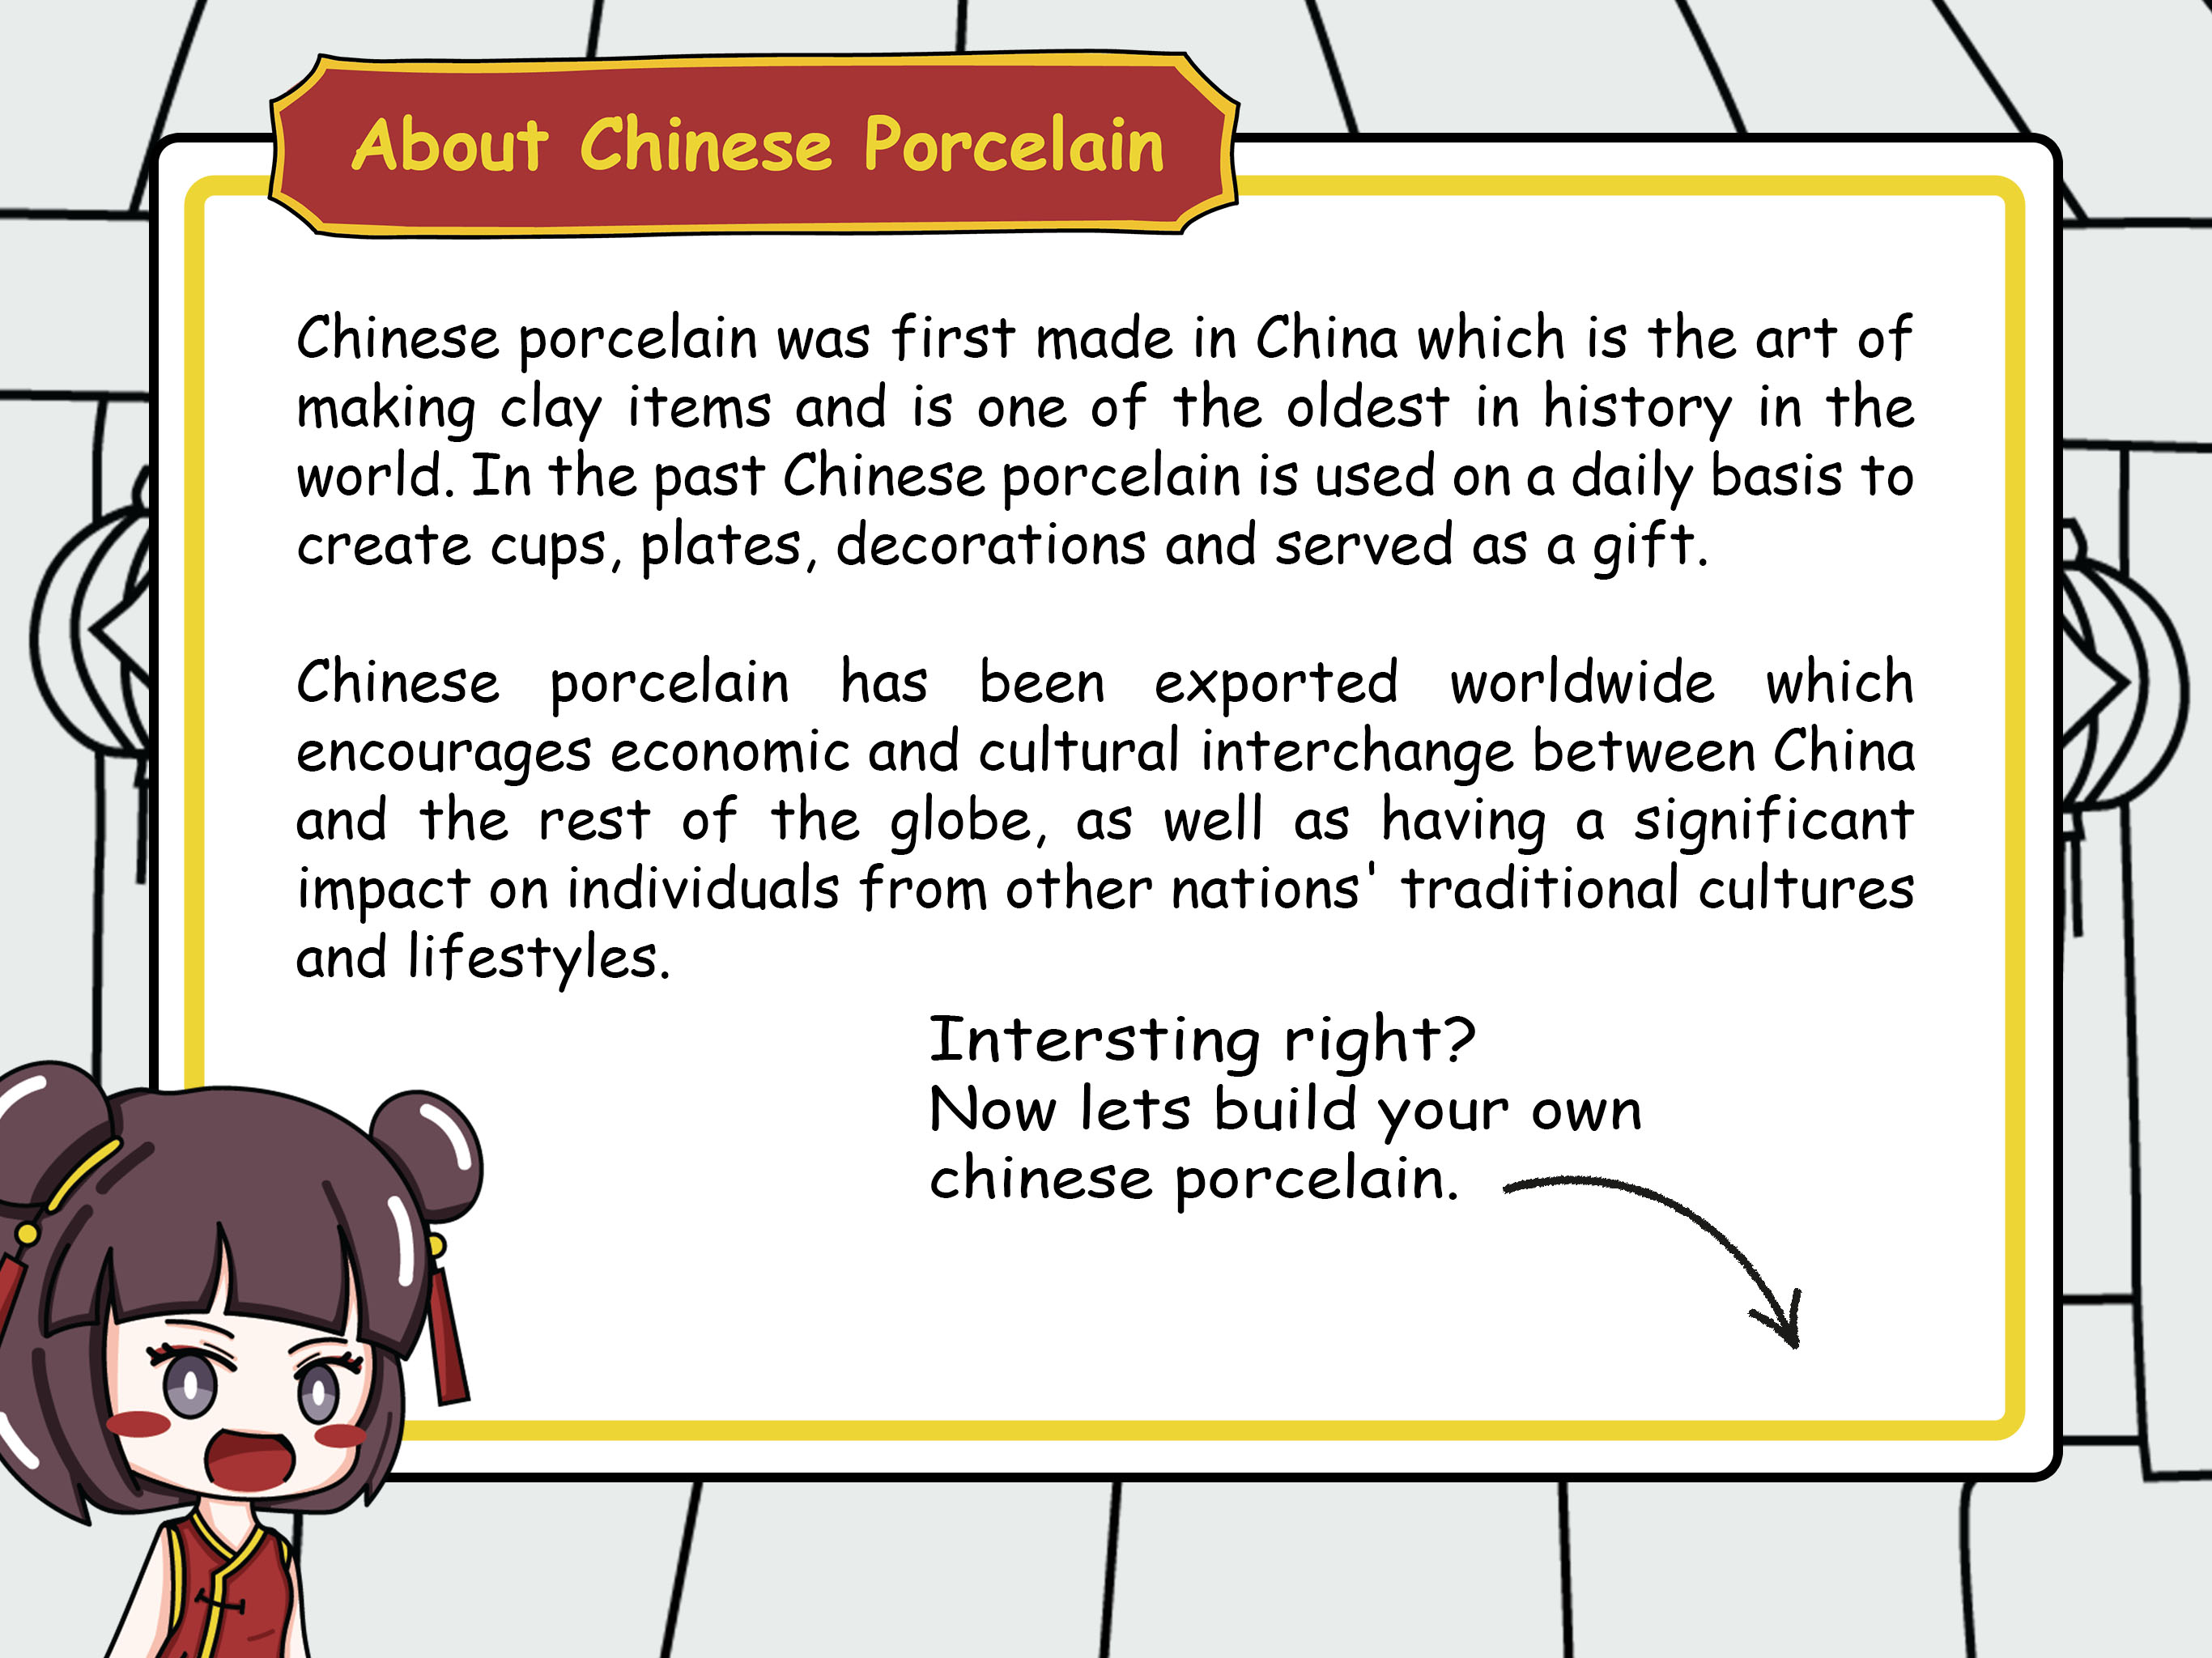 About Chinese Porcelain
Chinese porcelain was first made in China which is the art of
making clay items and is one of the oldest in history in the
world. In the past Chinese porcelain is used on a daily basis to
create cups, plates, decorations and served as a gift.
Chinese porcelain has been exported worldwide which
encourages economic and cultural interchange between China
and the rest of the globe, as well as having a significant
impact on individuals from other nations' traditional cultures
and lifestyles.
Intersting right?
Now lets build your own
chinese porcelain.